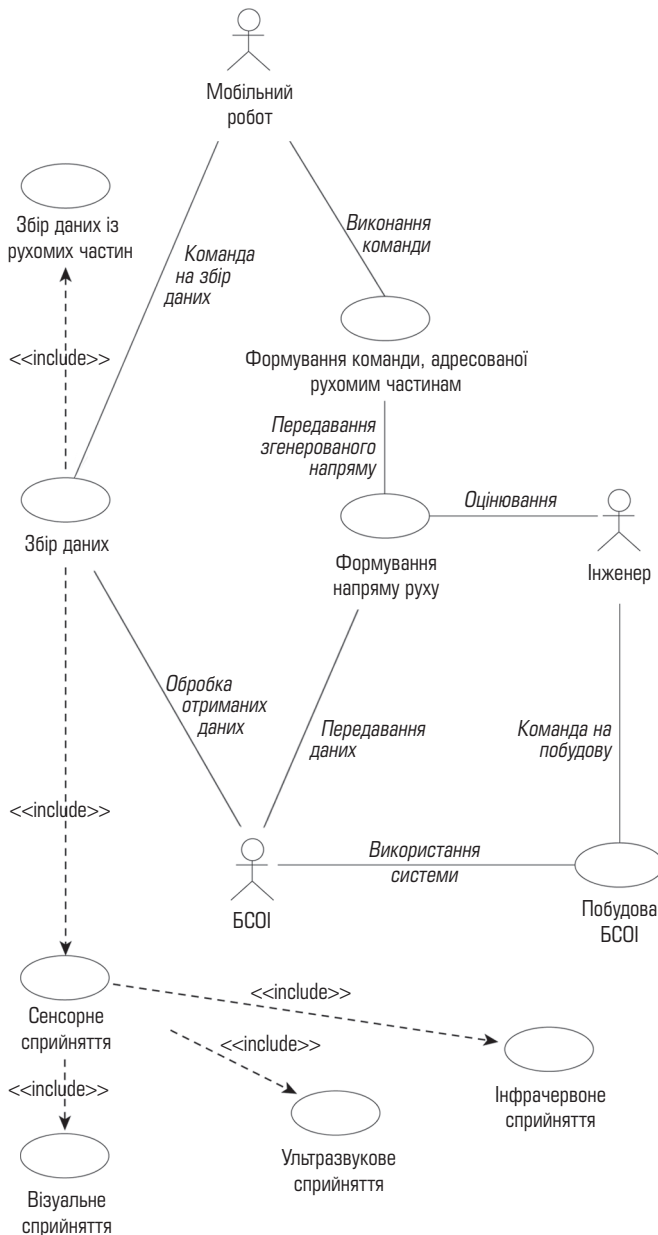 Мобільний
робот
Збір даних із
рухомих частин
Виконання
команди
Команда
на збір
даних
<<include>>
Формування команди, адресованої
рухомим частинам
Передавання
згенерованого
напряму
Оцінювання
Збір даних
Формування
напряму руху
Інженер
Обробка
отриманих
даних
Передавання
даних
Команда на
побудову
<<include>>
Використання
системи
БСОІ
Побудова
БСОІ
<<include>>
Сенсорне
сприйняття
<<include>>
<<include>>
Інфрачервоне
сприйняття
Ультразвукове
сприйняття
Візуальне
сприйняття